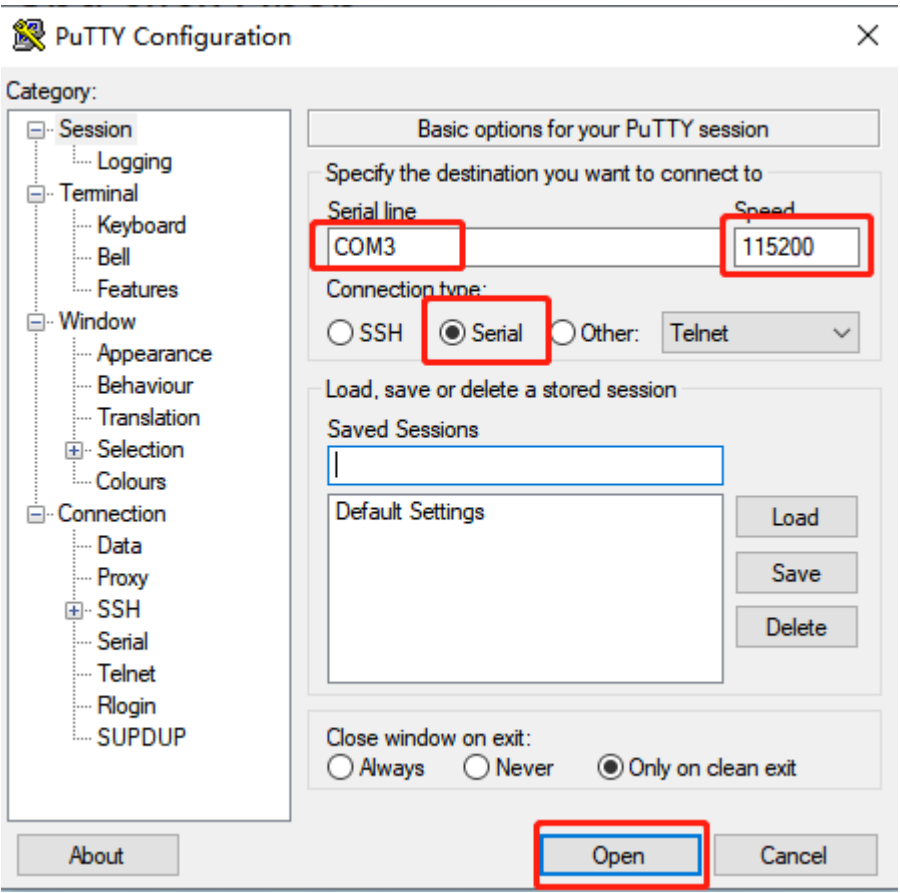 PuTTY Configuration
Category:
Session
Logging
Terminal
Keyboard
Bell
Features
Window
Appearance
Behaviour
Translation
Selection
Colours
Connection
Data
Proxy
SSH
Serial
Telnet
Rlogin
SUPDUP
Basic options for your PuTTY session
Specify the destination you want to connect to
Serial line Speed
COM3 115200
Connection type:
SSH Serial Other: Telnet
Load, save or delete a stored session
Saved Sessions
Default Settings
Load
Save
Delete
Close window on exit:
Always Never Only on clean exit
About Open Cancel